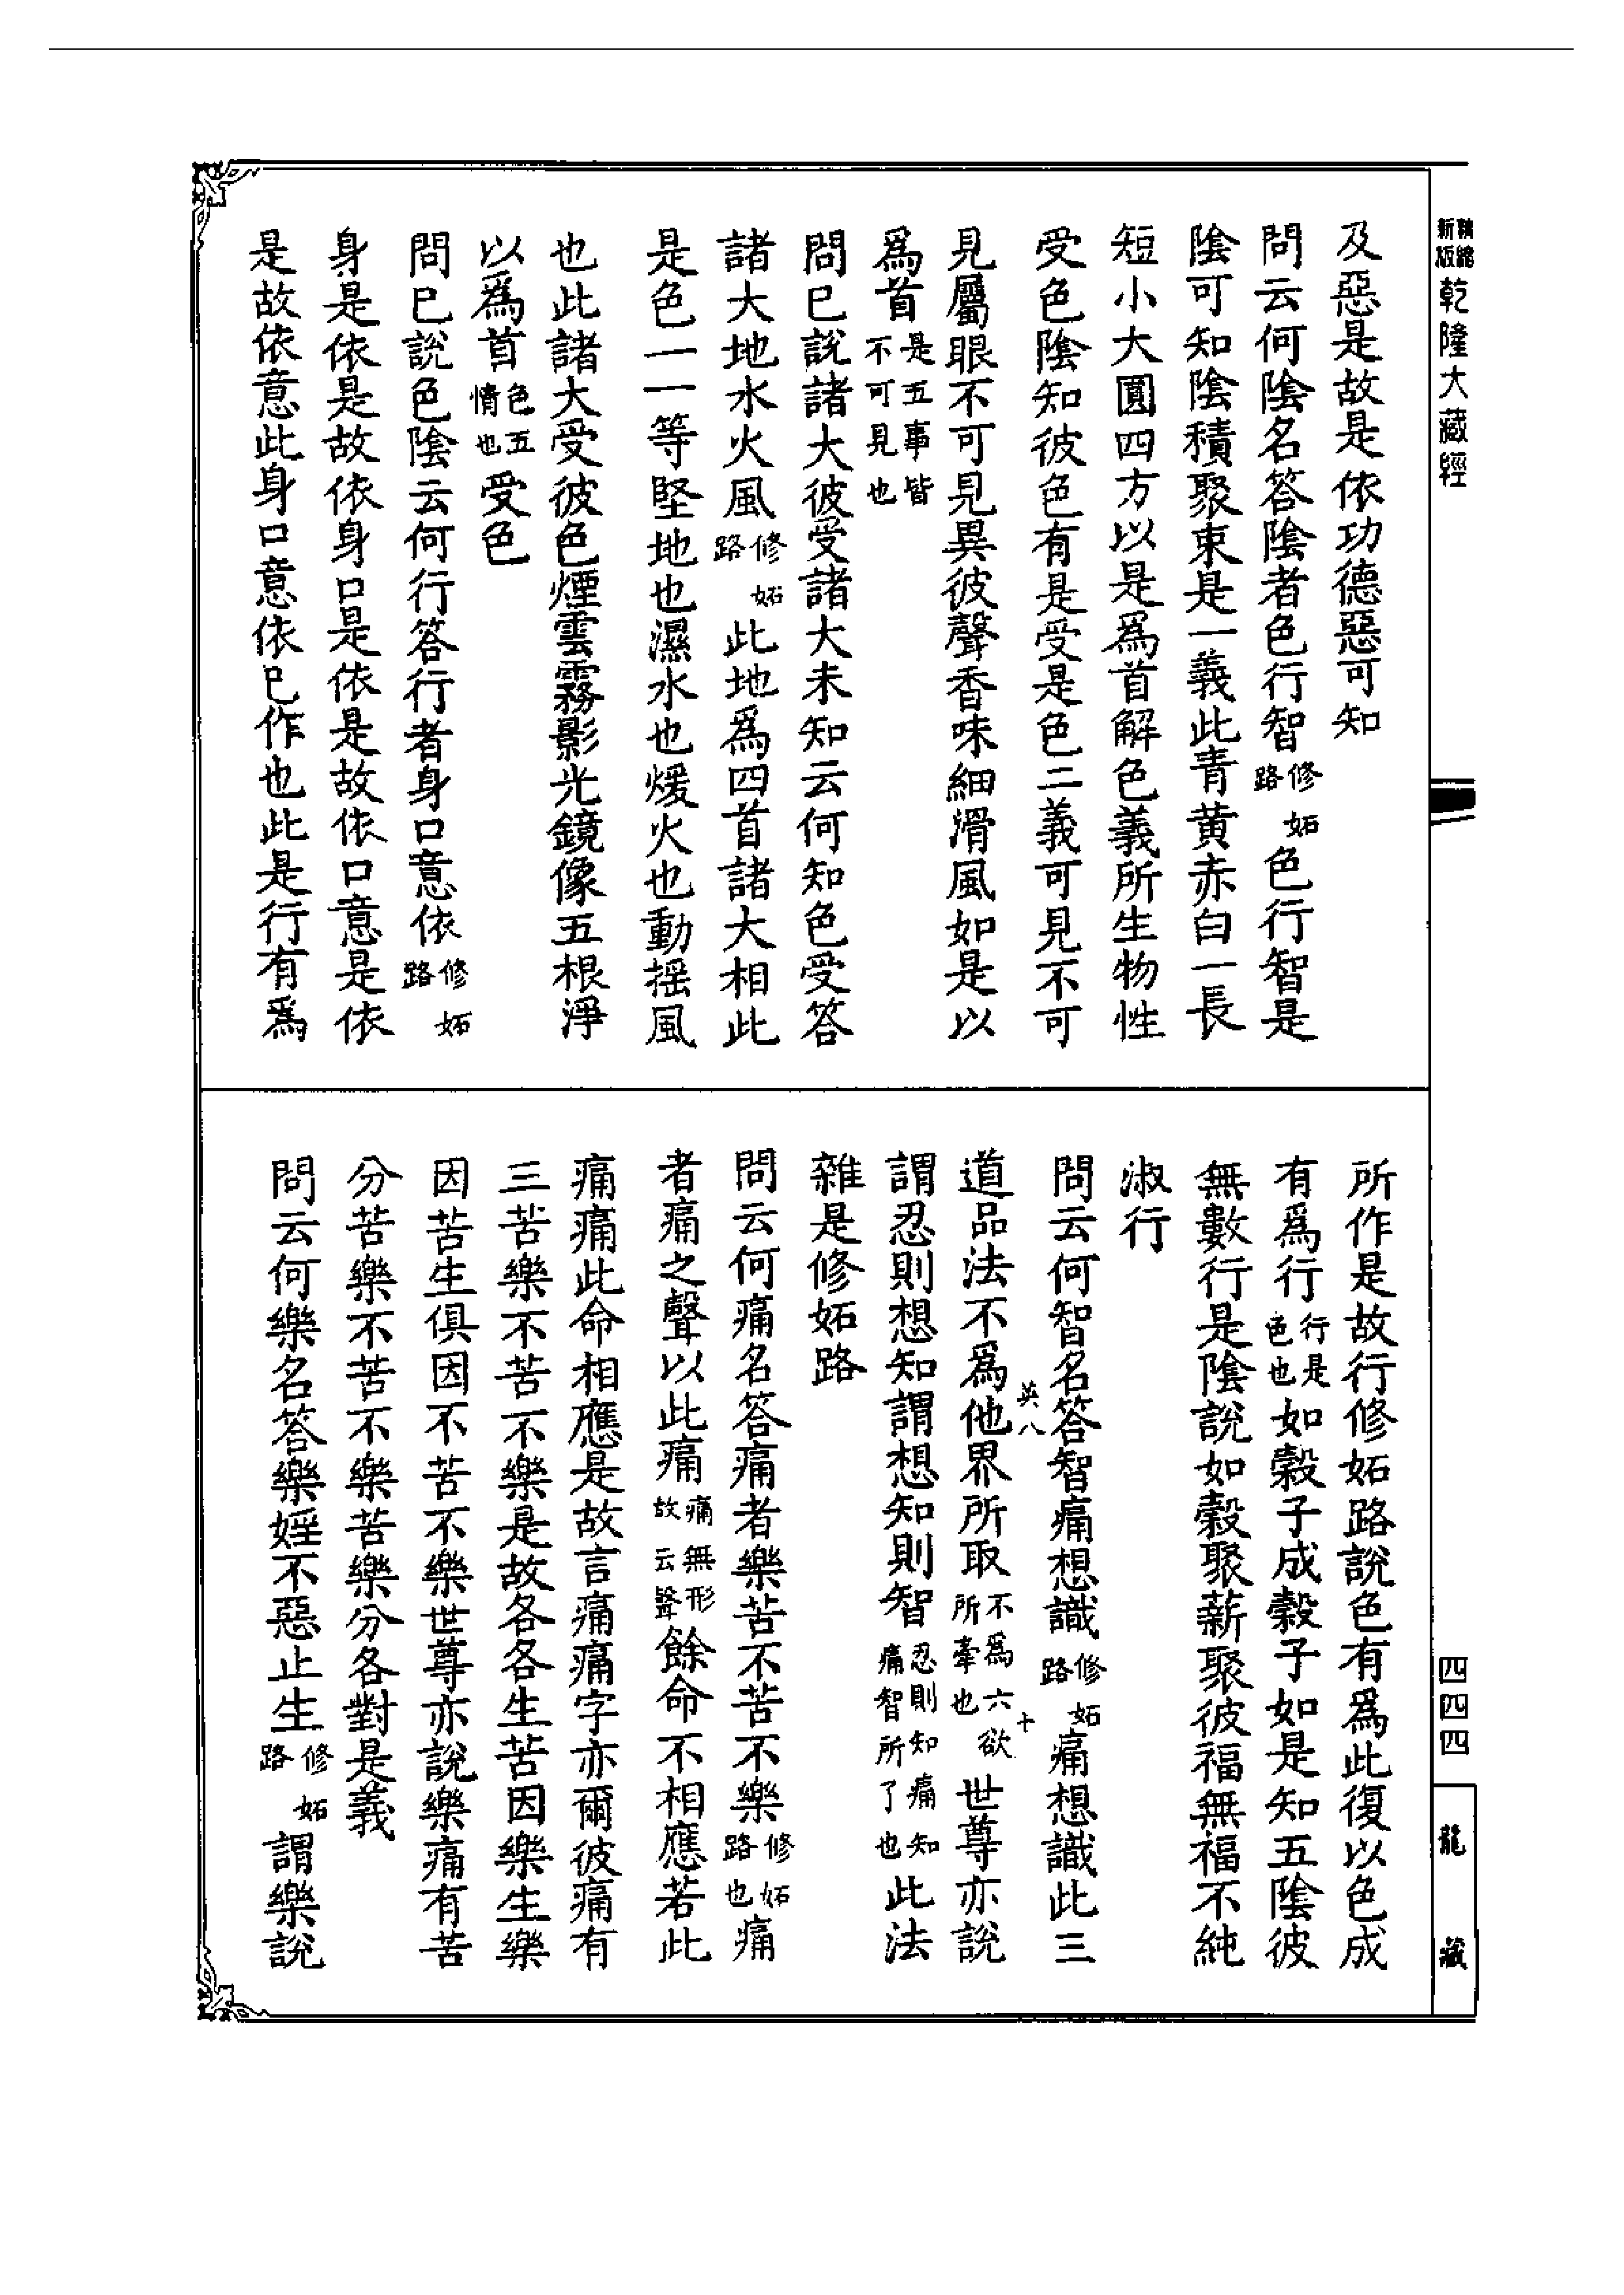 新版精縮乾隆大藏經
及惡是故是依功德惡可知
問云何陰名答陰者色行智修妬路色行智是
陰可知陰積聚束是一義此青黃赤白一長
短小大圓四方以是爲首解色義所生物性
受色陰知彼色有是受是色二義可見不可
見屬眼不可見異彼聲香味細滑風如是以
爲首是五事皆不可見也
問巳說諸大彼受諸大未知云何知色受答
諸大地水火風修妬路此地爲四首諸大相此
是色一一等堅地也濕水也煖火也動搖風
也此諸大受彼色煙雲霧影光鏡像五根淨
以爲首色五情也受色
問巳說色陰云何行答行者身口意依修妬路
身是依是故依身口是依是故依口意是依
是故依意此身口意依巳作也此是行有爲
所作是故行修妬路說色有爲此復以色成
有爲行行是色也如穀子成穀子如是知五陰彼
無數行是陰說如穀聚薪聚彼福無福不純
淑行
問云何智名答智痛想識修妬路痛想識此三
英八
十
道品法不爲他界所取不爲六欲所牽也世尊亦說
謂忍則想知謂想知則智忍則知痛知痛智所了也此法
雜是修妬路
問云何痛名答痛者樂苦不苦不樂修妬路也痛
者痛之聲以此痛痛無形故云聲餘命不相應若此
痛痛此命相應是故言痛痛字亦爾彼痛有
三苦樂不苦不樂是故各各生苦因樂生樂
因苦生俱因不苦不樂世尊亦說樂痛有苦
分苦樂不苦不樂苦樂分各對是義
問云何樂名答樂婬不惡止生修妬路謂樂說
四四四
龍藏